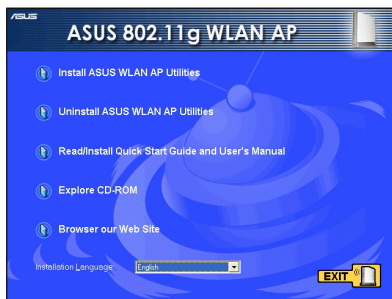 ASUS
ASUS 802.11g WLAN AP
Install ASUS WLAN AP Utilities
Uninstall ASUS WLAN AP Utilities
Read/Install Quick Start Guide and User's Manual
Explore CD-ROM
Browser our Web Site
Installation Language
English
EXIT